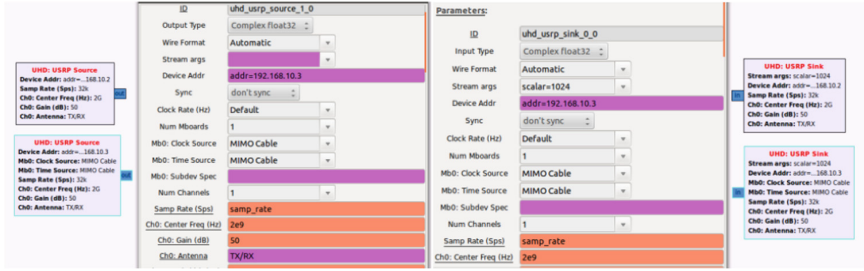 UHD: USRP Source
Device Addr: addr=...168.10.2
Samp Rate (Sps): 32k
Ch0: Center Freq (Hz): 2G
Ch0: Gain (dB): 50
Ch0: Antenna: TX/RX
out
UHD: USRP Source
Device Addr: addr=...168.10.3
Mb0: Clock Source: MIMO Cable
Mb0: Time Source: MIMO Cable
Samp Rate (Sps): 32k
Ch0: Center Freq (Hz): 2G
Ch0: Gain (dB): 50
Ch0: Antenna: TX/RX
out
ID uhd_usrp_source_1_0
Output Type Complex float32
Wire Format Automatic
Stream args
Device Addr addr=192.168.10.3
Sync don't sync
Clock Rate (Hz) Default
Num Mboards 1
Mb0: Clock Source MIMO Cable
Mb0: Time Source MIMO Cable
Mb0: Subdev Spec
Num Channels 1
Samp Rate (Sps) samp_rate
Ch0: Center Freq (Hz) 2e9
Ch0: Gain (dB) 50
Ch0: Antenna TX/RX
Parameters:
ID uhd_usrp_sink_0_0
Input Type Complex float32
Wire Format Automatic
Stream args scalar=1024
Device Addr addr=192.168.10.3
Sync don't sync
Clock Rate (Hz) Default
Num Mboards 1
Mb0: Clock Source MIMO Cable
Mb0: Time Source MIMO Cable
Mb0: Subdev Spec
Num Channels 1
Samp Rate (Sps) samp_rate
Ch0: Center Freq (Hz) 2e9
UHD: USRP Sink
Stream args: scalar=1024
Device Addr: addr=...168.10.2
Samp Rate (Sps): 32k
Ch0: Center Freq (Hz): 2G
Ch0: Gain (dB): 50
Ch0: Antenna: TX/RX
in
UHD: USRP Sink
Stream args: scalar=1024
Device Addr: addr=...168.10.3
Mb0: Clock Source: MIMO Cable
Mb0: Time Source: MIMO Cable
Samp Rate (Sps): 32k
Ch0: Center Freq (Hz): 2G
Ch0: Gain (dB): 50
Ch0: Antenna: TX/RX
in